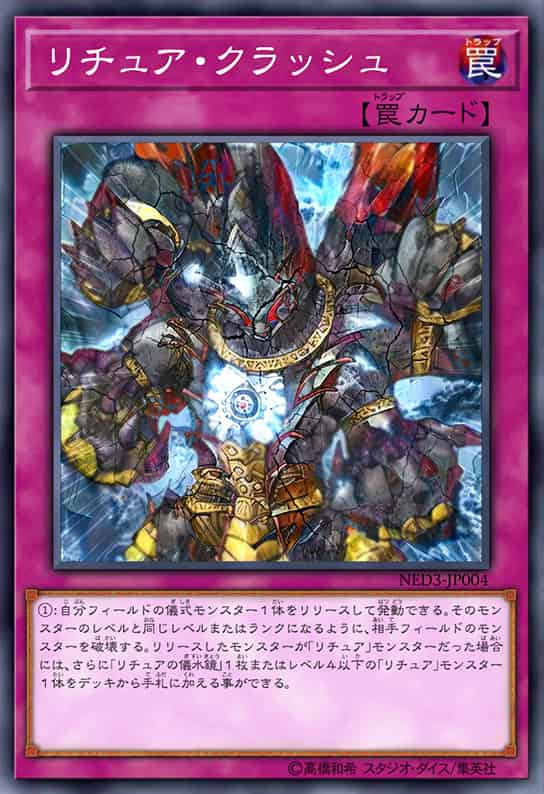 リチュア・クラッシュ
トラップ
罠
トラップ
【罠カード】
NED3-JP004
①：自分フィールドの儀式モンスター１体をリリースして発動できる。そのモン
スターのレベルと同じレベルまたはランクになるように、相手フィールドのモンス
ターを破壊する。リリースしたモンスターが「リチュア」モンスターだった場合
には、さらに「リチュアの儀水鏡」１枚またはレベル４以下の「リチュア」モンスター
１体をデッキから手札に加える事ができる。
©高橋和希 スタジオ・ダイス/集英社